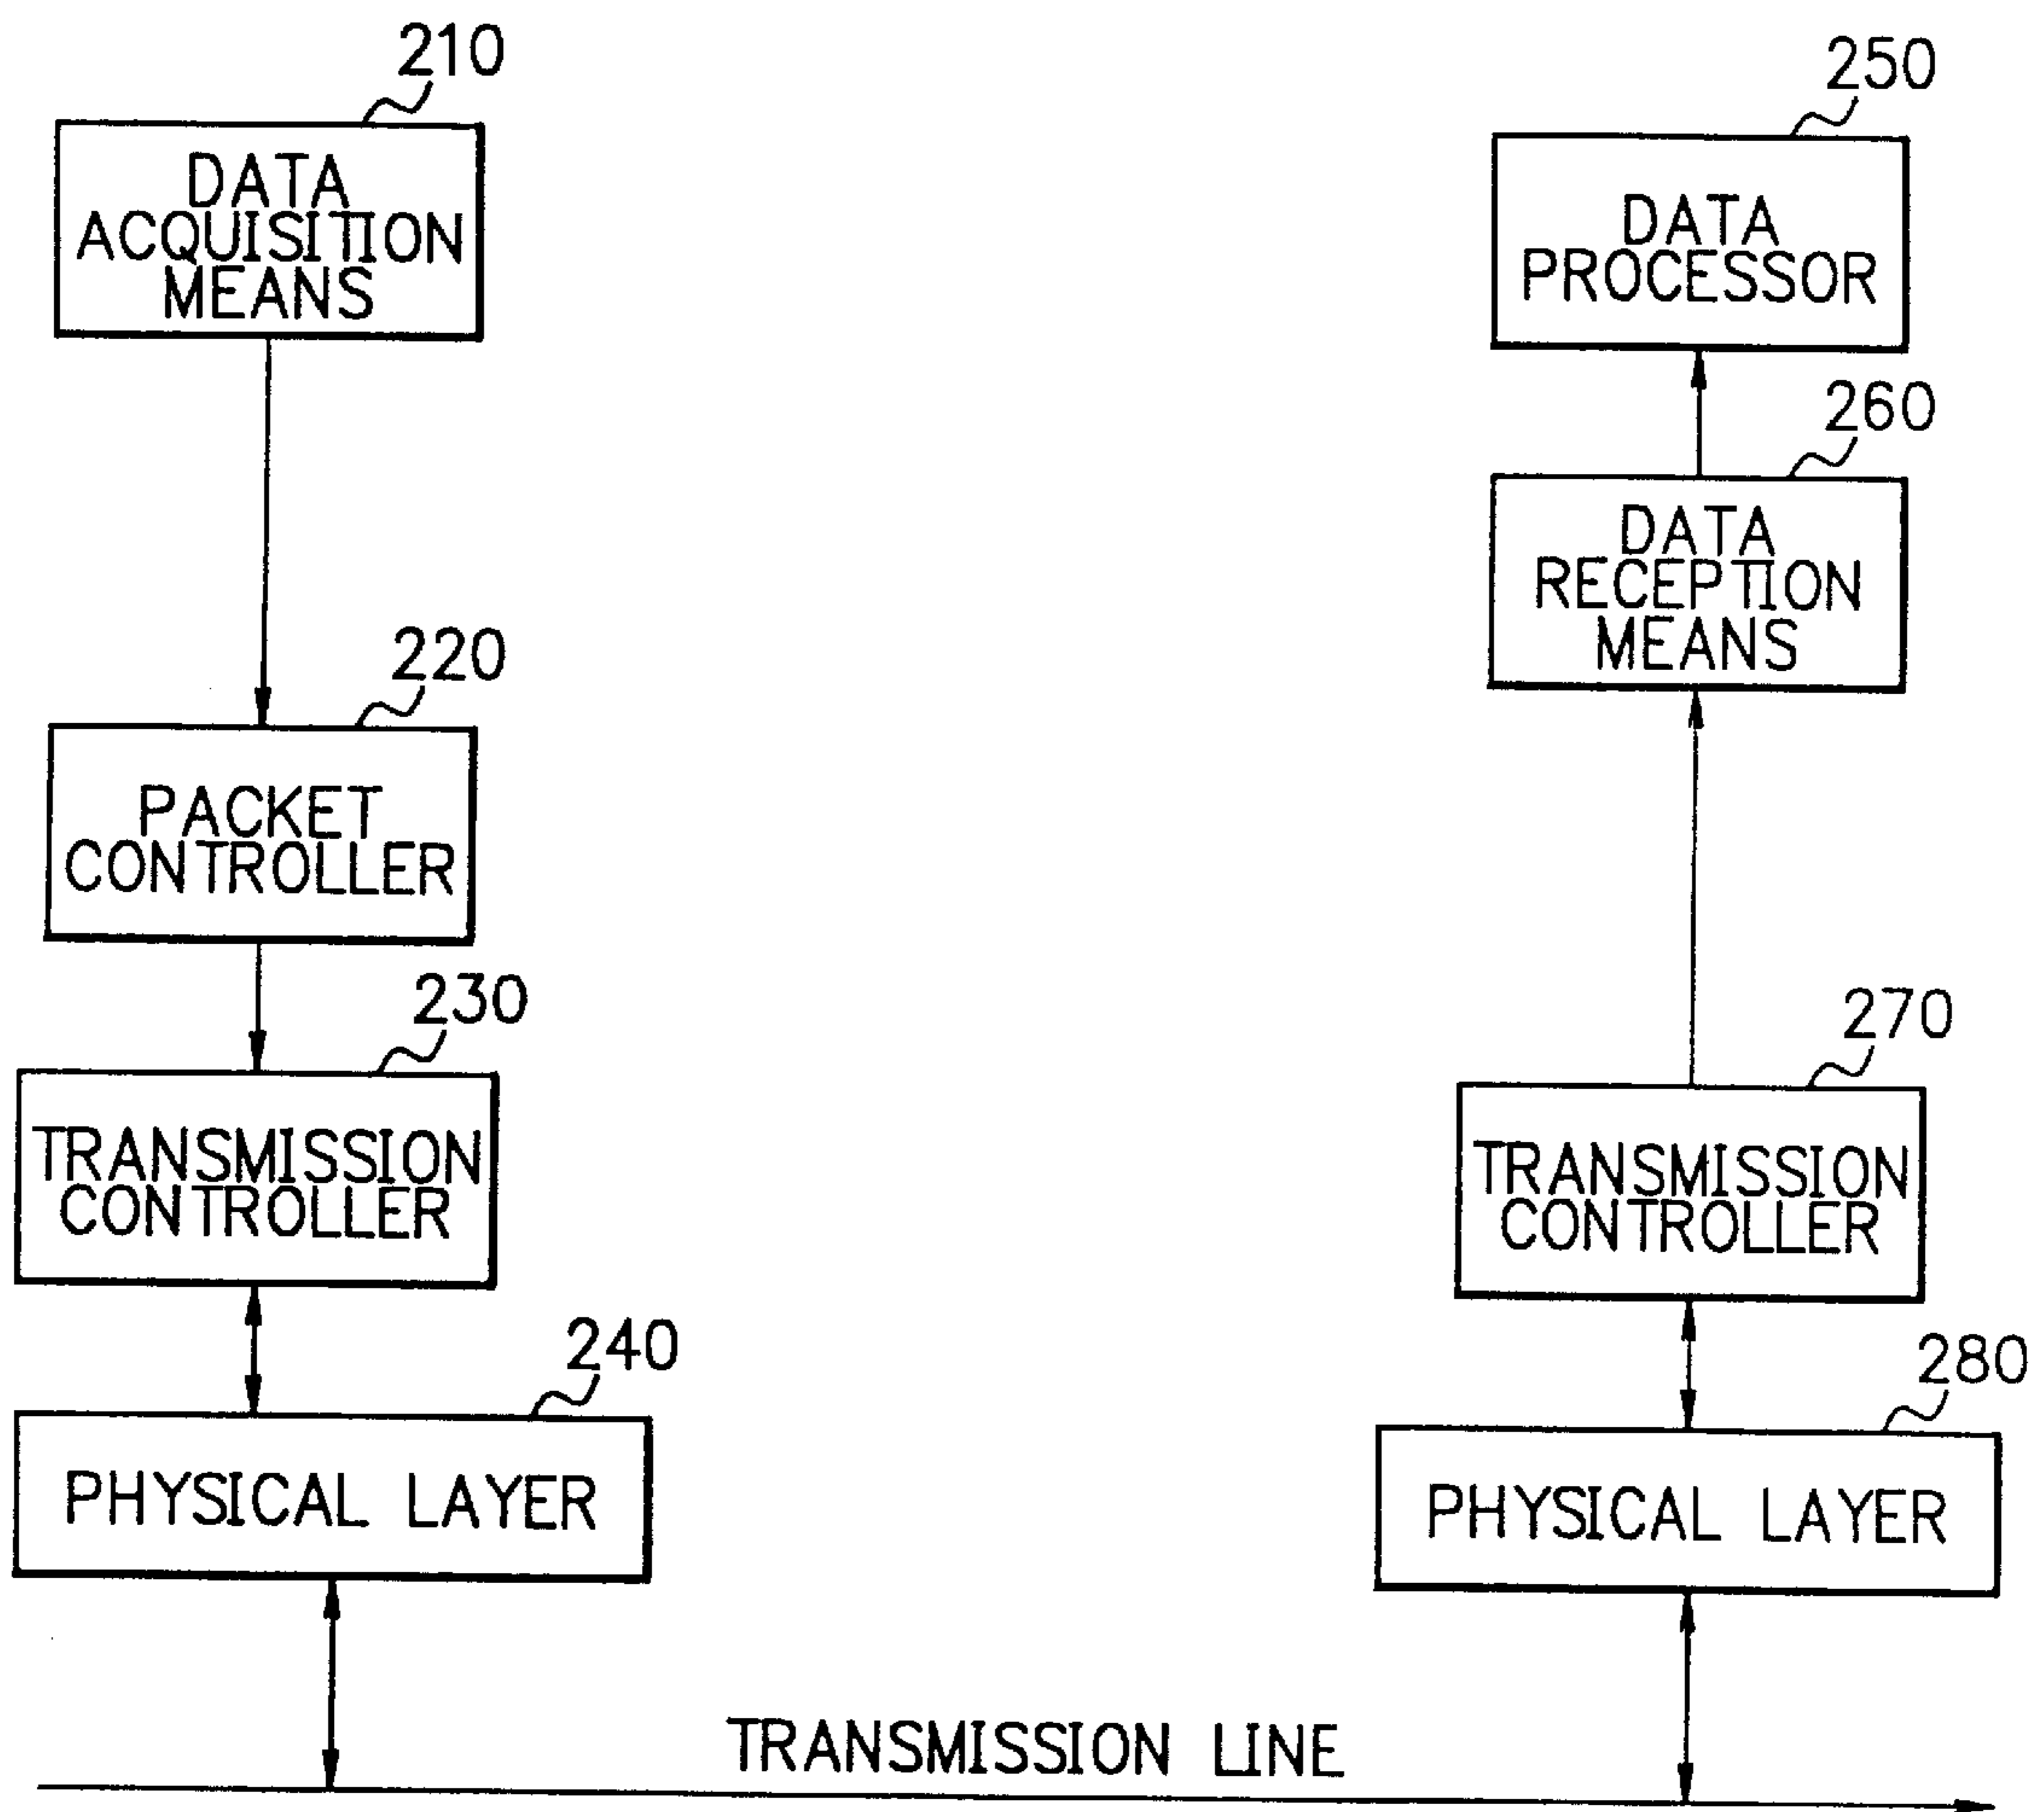 210
DATA
ACQUISITION
MEANS
220
PACKET
CONTROLLER
230
TRANSMISSION
CONTROLLER
240
PHYSICAL LAYER
250
DATA
PROCESSOR
260
DATA
RECEPTION
MEANS
270
TRANSMISSION
CONTROLLER
280
PHYSICAL LAYER
TRANSMISSION LINE